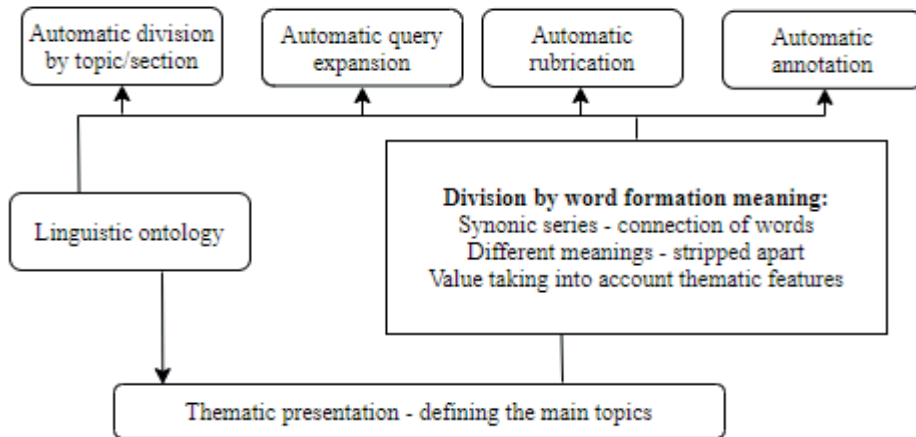 Automatic division
by topic/section
Automatic query
expansion
Automatic
rubrication
Automatic
annotation
Linguistic ontology
Division by word formation meaning:
Synonic series - connection of words
Different meanings - stripped apart
Value taking into account thematic features
Thematic presentation - defining the main topics